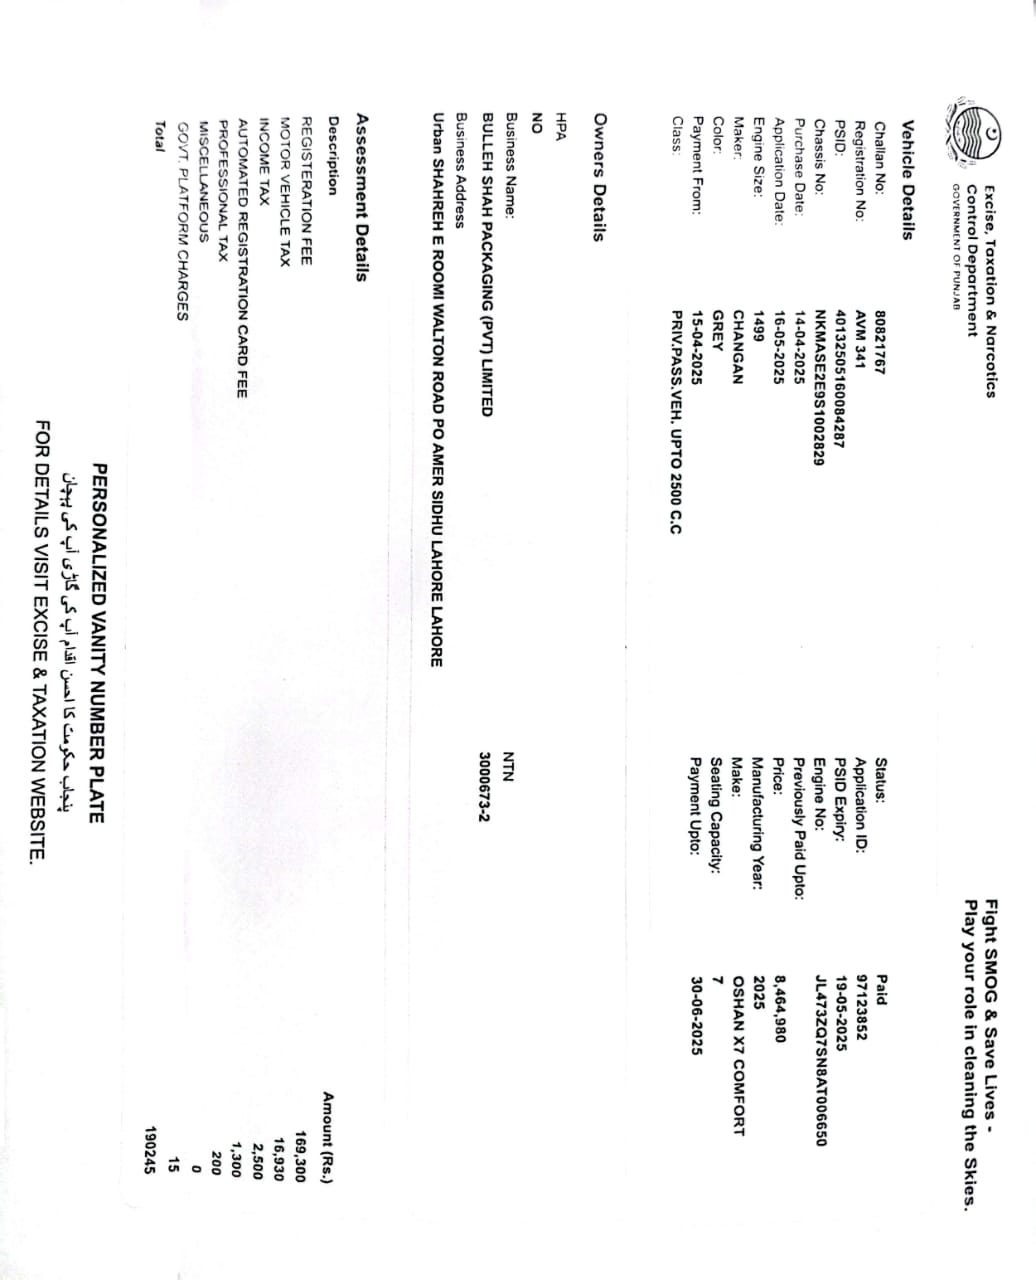 Excise, Taxation & Narcotics
Control Department
GOVERNMENT OF PUNJAB
Fight SMOG & Save Lives -
Play your role in cleaning the Skies.
Vehicle Details
Challan No: 80821767 Status: Paid
Registration No: AVM 341 Application ID: 97123852
PSID: 40132505160084287 PSID Expiry: 19-05-2025
Chassis No: NKMASE2E9S1002829 Engine No: JL473ZQ7SN8AT006650
Purchase Date: 14-04-2025 Previously Paid Upto:
Application Date: 16-05-2025 Price: 8,464,980
Engine Size: 1499 Manufacturing Year: 2025
Maker: CHANGAN Make: OSHAN X7 COMFORT
Color: GREY Seating Capacity: 7
Payment From: 15-04-2025 Payment Upto: 30-06-2025
Class: PRIV.PASS.VEH. UPTO 2500 C.C
Owners Details
HPA
NO
Business Name: NTN
BULLEH SHAH PACKAGING (PVT) LIMITED 3000673-2
Business Address
Urban SHAHREH E ROOMI WALTON ROAD PO AMER SIDHU LAHORE LAHORE
Assessment Details
Description Amount (Rs.)
REGISTERATION FEE 169,300
MOTOR VEHICLE TAX 16,930
INCOME TAX 2,500
AUTOMATED REGISTRATION CARD FEE 1,300
PROFESSIONAL TAX 200
MISCELLANEOUS 0
GOVT. PLATFORM CHARGES 15
Total 190245
PERSONALIZED VANITY NUMBER PLATE
پنجاب حکومت کا احسن اقدام آپ کی گاڑی آپ کی پہچان
FOR DETAILS VISIT EXCISE & TAXATION WEBSITE.